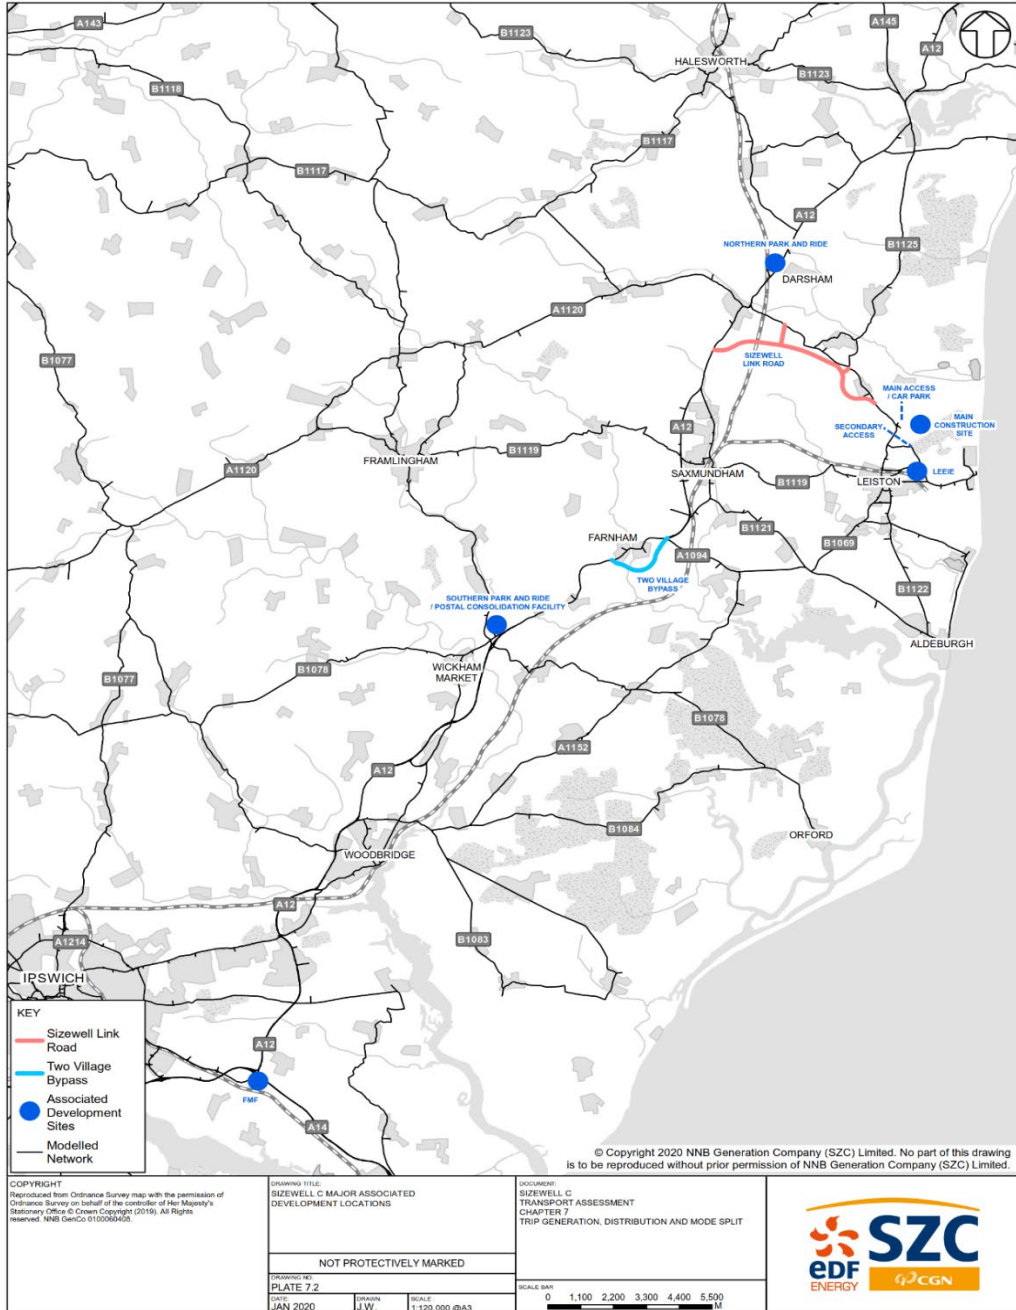 A143
B1123
A145
A12
HALESWORTH
B1123
B1118
B1117
B1117
A12
NORTHERN PARK AND RIDE
B1125
DARSHAM
A1120
B1077
SIZEWELL
LINK ROAD
MAIN ACCESS
/ CAR PARK
MAIN
CONSTRUCTION
SITE
SECONDARY
ACCESS
A12
B1119
FRAMLINGHAM
A1120
SAXMUNDHAM
LEEIE
B1119
LEISTON
B1121
FARNHAM
B1069
A1094
TWO VILLAGE
BYPASS
B1122
SOUTHERN PARK AND RIDE
/ POSTAL CONSOLIDATION FACILITY
ALDEBURGH
WICKHAM
MARKET
B1078
B1077
B1078
A1152
A12
B1084
ORFORD
WOODBRIDGE
A12
A1214
B1083
IPSWICH
KEY
Sizewell Link
Road
Two Village
Bypass
Associated
Development
Sites
Modelled
Network
A12
FMF
A14
© Copyright 2020 NNB Generation Company (SZC) Limited. No part of this drawing
is to be reproduced without prior permission of NNB Generation Company (SZC) Limited.
COPYRIGHT
Reproduced from Ordnance Survey map with the permission of
Ordnance Survey on behalf of the controller of Her Majesty's
Stationery Office © Crown Copyright (2019). All Rights
reserved. NNB GenCo 0100060408.
DRAWING TITLE:
SIZEWELL C MAJOR ASSOCIATED
DEVELOPMENT LOCATIONS
NOT PROTECTIVELY MARKED
DRAWING NO:
PLATE 7.2
DATE:
JAN 2020
DRAWN:
J.W.
SCALE:
1:120,000 @A3
DOCUMENT:
SIZEWELL C
TRANSPORT ASSESSMENT
CHAPTER 7
TRIP GENERATION, DISTRIBUTION AND MODE SPLIT
SCALE BAR
0 1,100 2,200 3,300 4,400 5,500
M
eDF
ENERGY
SZC
CGN